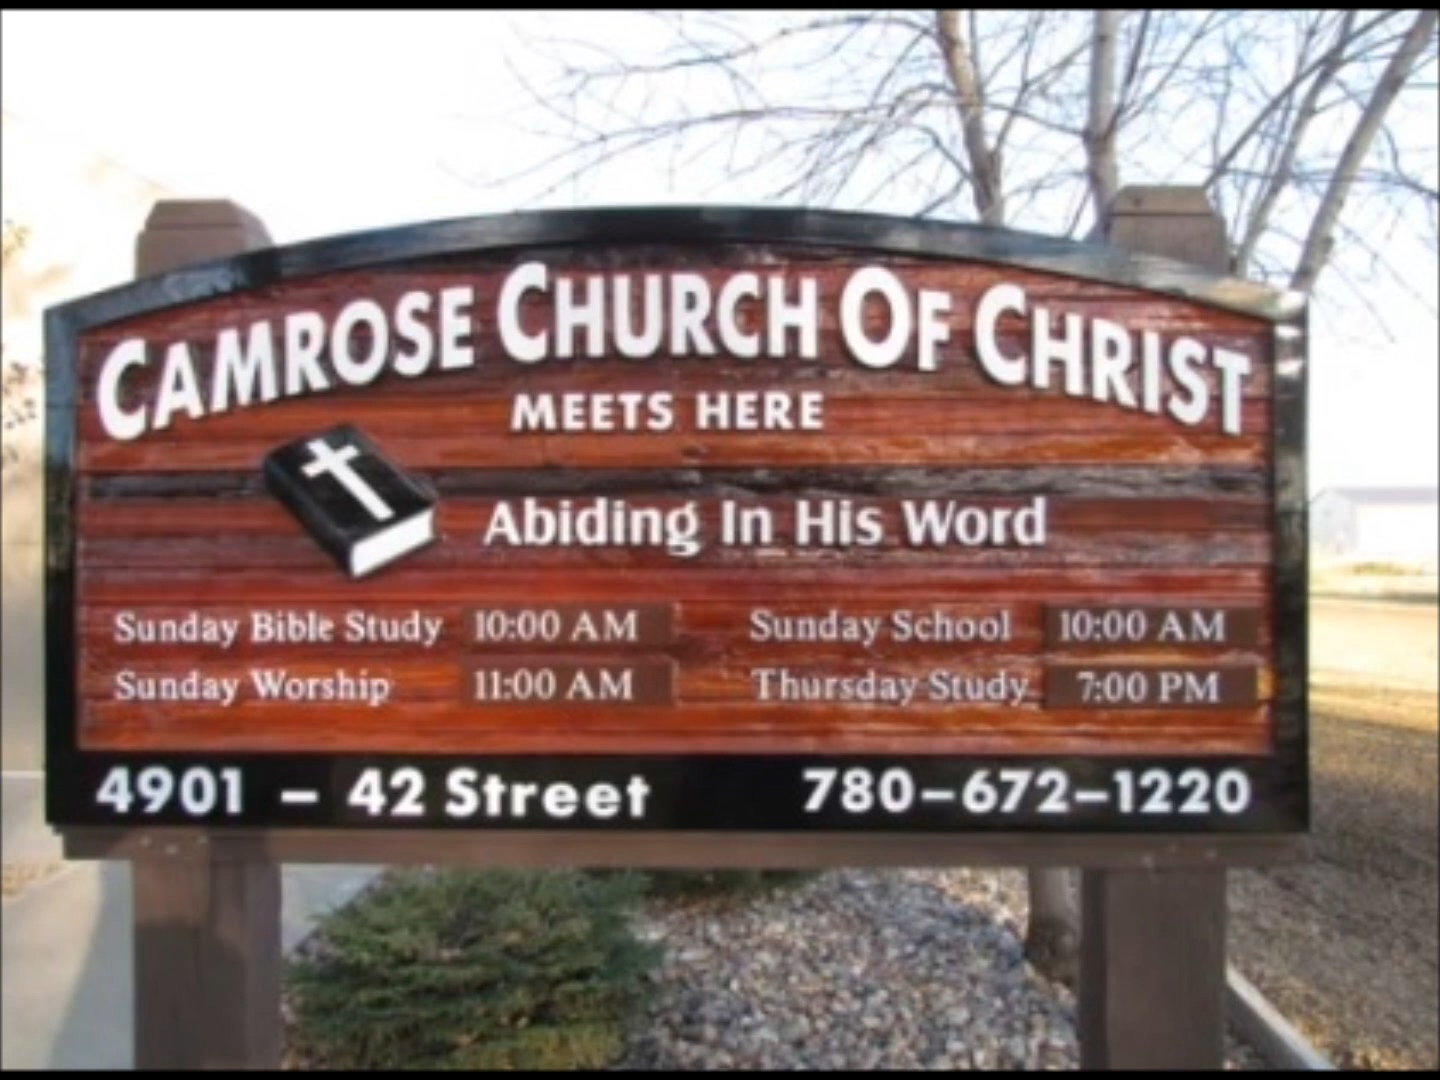 CAMROSE CHURCH OF CHRIST
MEETS HERE
Abiding In His Word
Sunday Bible Study 10:00 AM Sunday School 10:00 AM
Sunday Worship 11:00 AM Thursday Study 7:00 PM
4901 – 42 Street 780–672–1220